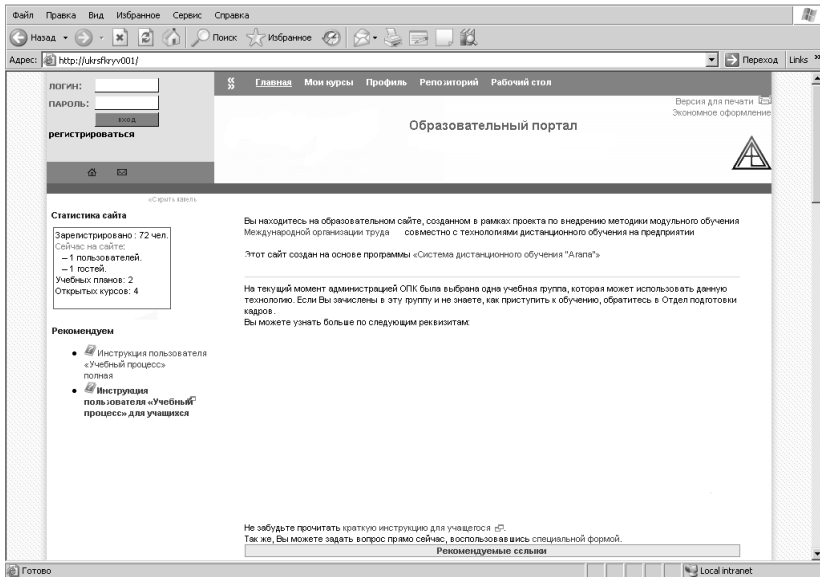 Файл Правка Вид Избранное Сервис Справка
Назад Поиск Избранное
Адрес: http://ukrsfkryv001/ Переход Links »
ЛОГИН:
ПАРОЛЬ:
вход
регистрироваться
Главная Мои курсы Профиль Репозиторий Рабочий стол
Версия для печати
Экономное оформление
Образовательный портал
«Скрыть панель
Статистика сайта
Зарегистрировано : 72 чел.
Сейчас на сайте:
– 1 пользователей.
– 1 гостей.
Учебных планов: 2
Открытых курсов: 4
Рекомендуем
Инструкция пользователя
«Учебный процесс»
полная
Инструкция
пользователя «Учебный
процесс» для учащихся
Вы находитесь на образовательном сайте, созданном в рамках проекта по внедрению методики модульного обучения
Международной организации труда совместно с технологиями дистанционного обучения на предприятии
Этот сайт создан на основе программы «Система дистанционного обучения "Агапа"»
На текущий момент администрацией ОПК была выбрана одна учебная группа, которая может использовать данную
технологию. Если Вы зачислены в эту группу и не знаете, как приступить к обучению, обратитесь в Отдел подготовки
кадров.
Вы можете узнать больше по следующим реквизитам:
Не забудьте прочитать краткую инструкцию для учащегося .
Так же, Вы можете задать вопрос прямо сейчас, воспользовавшись специальной формой.
Рекомендуемые сслыки
Готово Local intranet